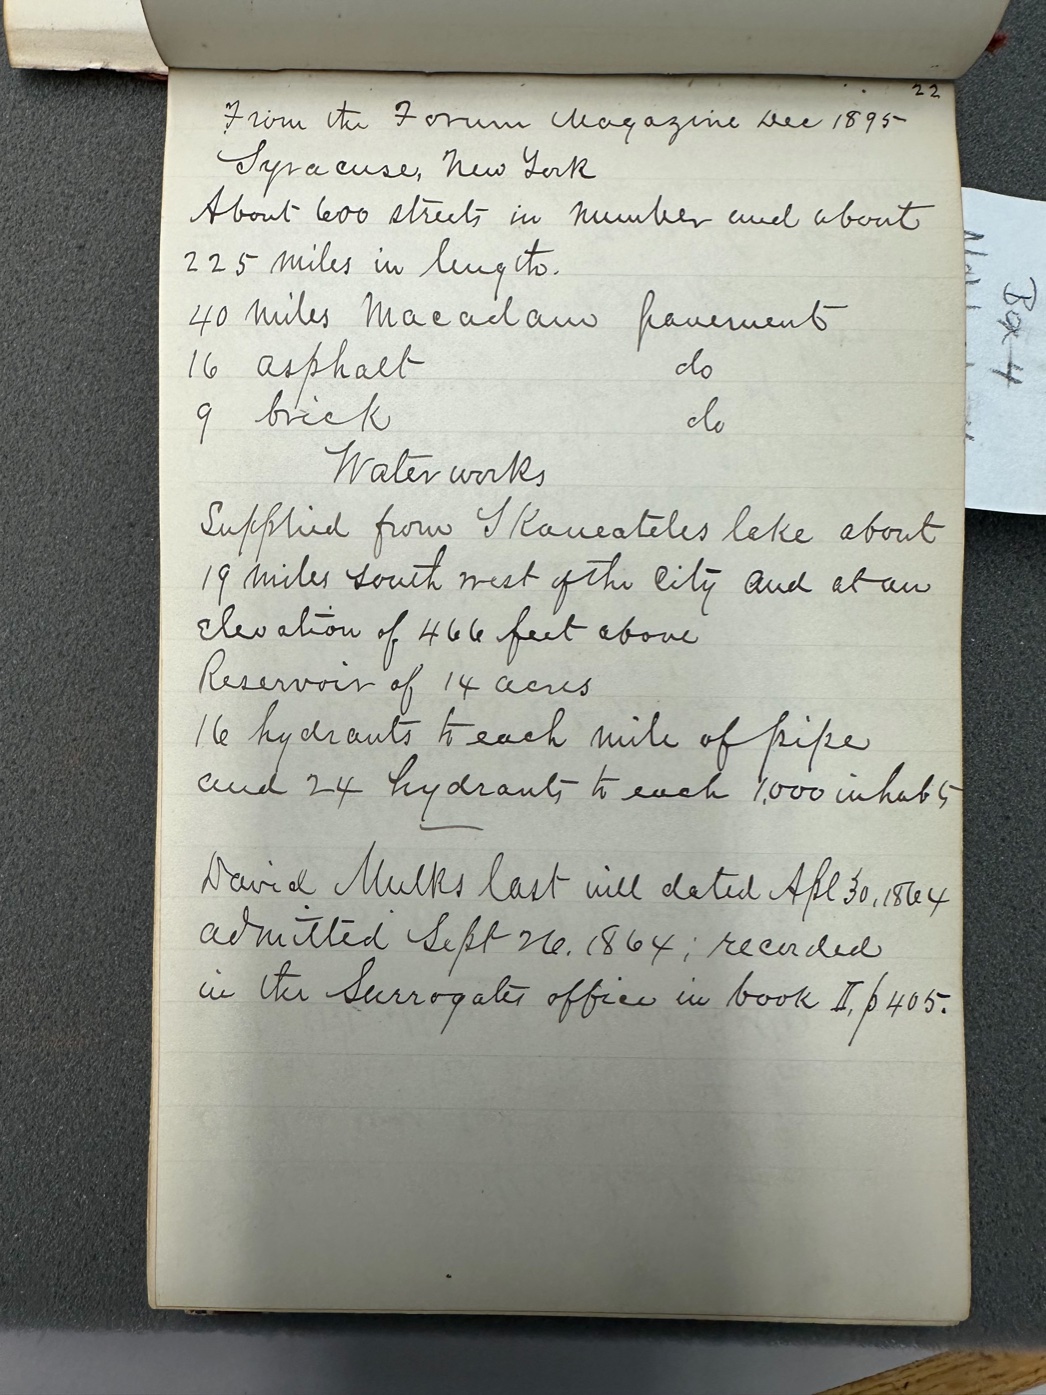 22
From the Forum Magazine Dec 1895
Syracuse, New York
About 600 streets in number and about
225 miles in length.
40 miles Macadam pavement
16 asphalt do
9 brick do
Water works
Supplied from Skaneateles lake about
19 miles south west of the City and at an
elevation of 466 feet above
Reservoir of 14 acres
16 hydrants to each mile of pipe
and 24 hydrants to each 1,000 inhabts
David Mulks last will dated Apl 30, 1864
admitted Sept 26, 1864; recorded
in the Surrogates office in book II, p 405.
Box 4